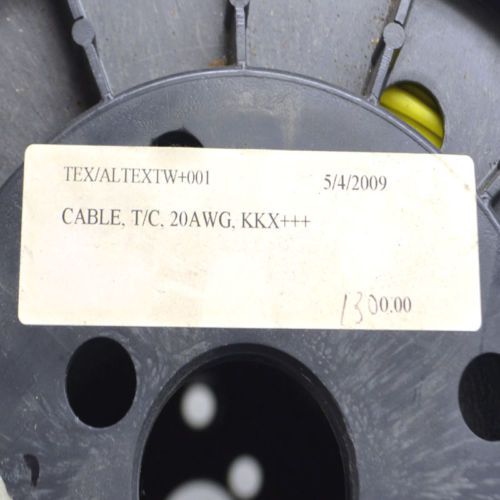 TEX/ALTEXTW+001 5/4/2009
CABLE, T/C, 20AWG, KKX+++
1300.00